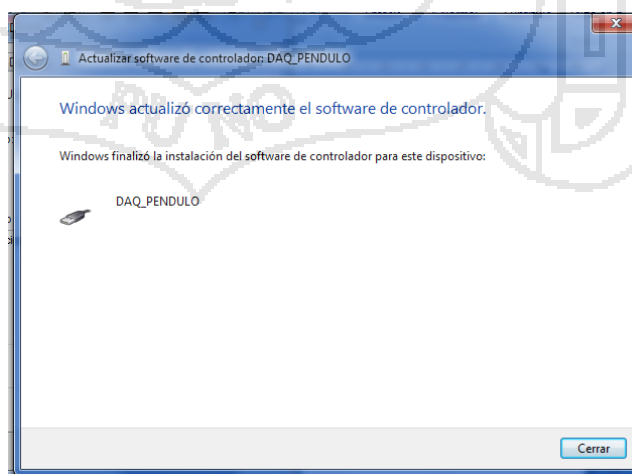 Actualizar software de controlador: DAQ_PENDULO
Windows actualizó correctamente el software de controlador.
Windows finalizó la instalación del software de controlador para este dispositivo:
DAQ_PENDULO
PUNO
Cerrar